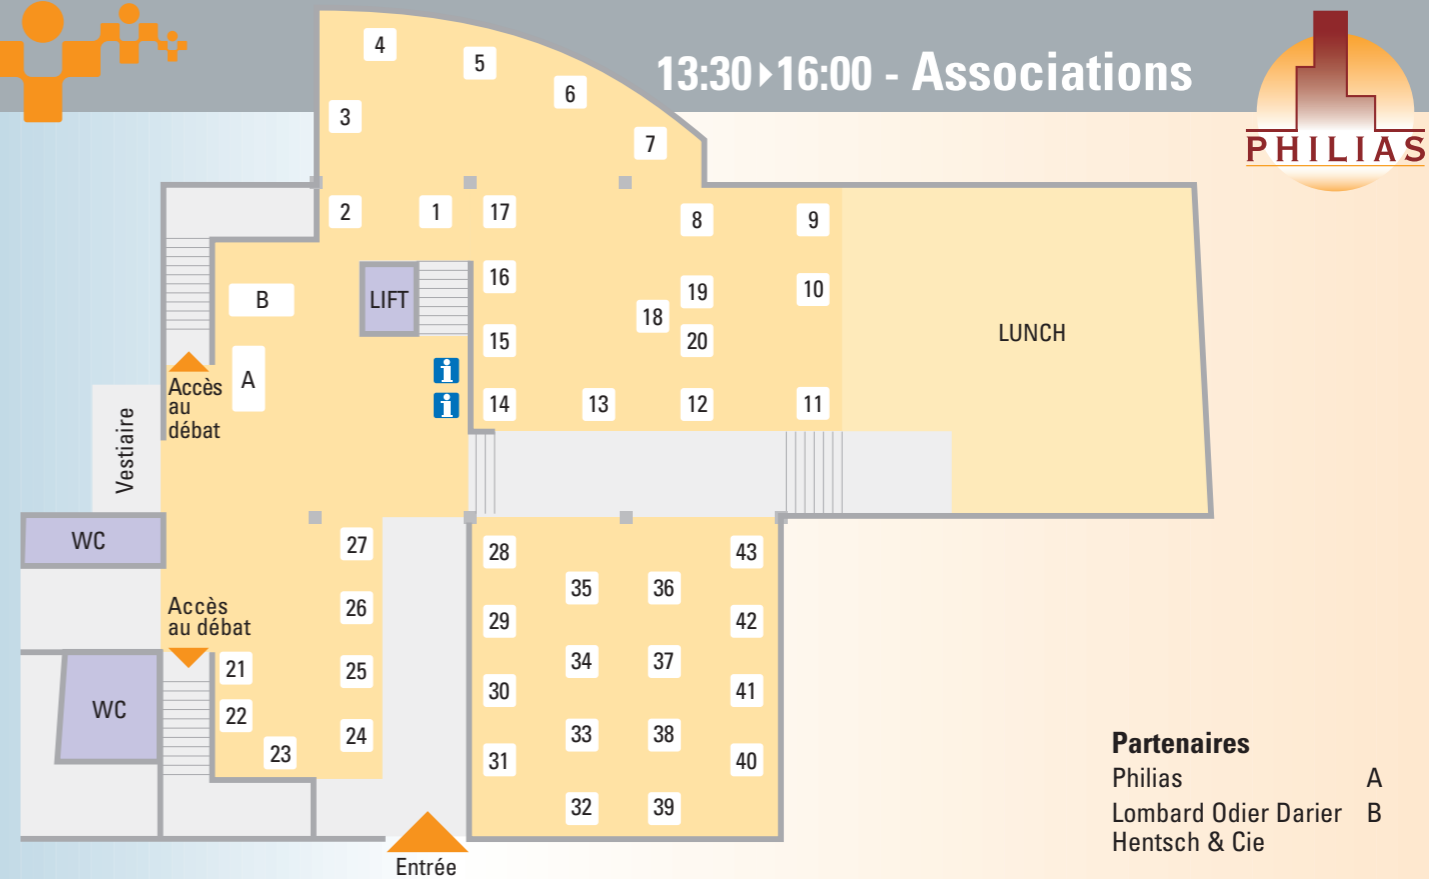 13:30▸16:00 - Associations
PHILIAS
4
5
6
3
7
2
1
17
8
9
B
LIFT
16
19
10
18
15
20
LUNCH
A
i
i
14
13
12
11
Accès
au
débat
Vestiaire
WC
27
28
43
35
36
26
29
42
Accès
au débat
21
25
34
37
30
41
WC
22
24
33
38
23
31
40
32
39
Entrée
Partenaires
Philias A
Lombard Odier Darier B
Hentsch & Cie